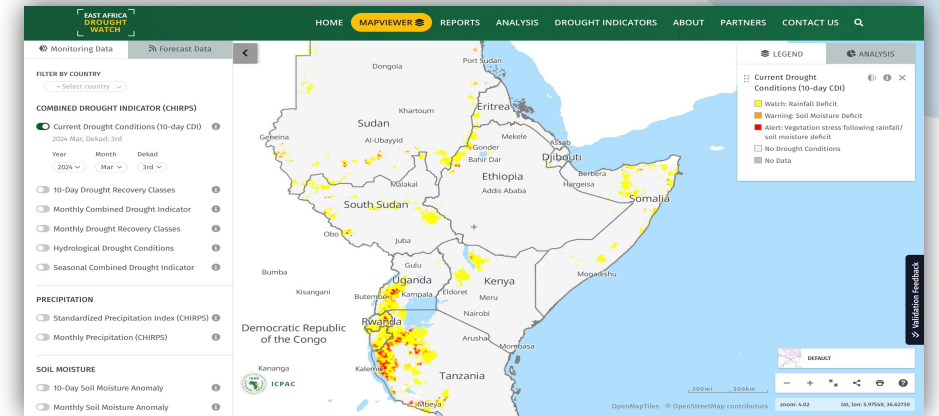 EAST AFRICA
DROUGHT
WATCH
HOME MAPVIEWER REPORTS ANALYSIS DROUGHT INDICATORS ABOUT PARTNERS CONTACT US
Monitoring Data
Forecast Data
FILTER BY COUNTRY
+ Select country
COMBINED DROUGHT INDICATOR (CHIRPS)
Current Drought Conditions (10-day CDI)
2024 Mar, Dekad: 3rd
Year Month Dekad
2024 Mar 3rd
10-Day Drought Recovery Classes
Monthly Combined Drought Indicator
Monthly Drought Recovery Classes
Hydrological Drought Conditions
Seasonal Combined Drought Indicator
PRECIPITATION
Standardized Precipitation Index (CHIRPS)
Monthly Precipitation (CHIRPS)
SOIL MOISTURE
10-Day Soil Moisture Anomaly
Monthly Soil Moisture Anomaly
Dongola
Port Sudan
Khartoum
Eritrea
Sudan
Geneina
Al-Ubayyid
Mekele
Assab
Gonder
Bahir Dar
Djibouti
Ethiopia
Berbera
Malakal
Addis Ababa
Hargeisa
South Sudan
Somalia
Obo
Juba
Gulu
Bumba
Mogadishu
Uganda
Kenya
Kisangani
Butembo
Kampala
Eldoret
Meru
Rwanda
Nairobi
Democratic Republic
of the Congo
Arusha
Mombasa
Kananga
Kalemie
Tanzania
Mbeya
ICPAC
LEGEND
ANALYSIS
Current Drought
Conditions (10-day CDI)
Watch: Rainfall Deficit
Warning: Soil Moisture Deficit
Alert: Vegetation stress following rainfall/
soil moisture deficit
No Drought Conditions
No Data
Validation Feedback
DEFAULT
200mi 300km
OpenMapTiles © OpenStreetMap contributors
zoom: 4.02 lat, lon: 5.97549, 36.62730